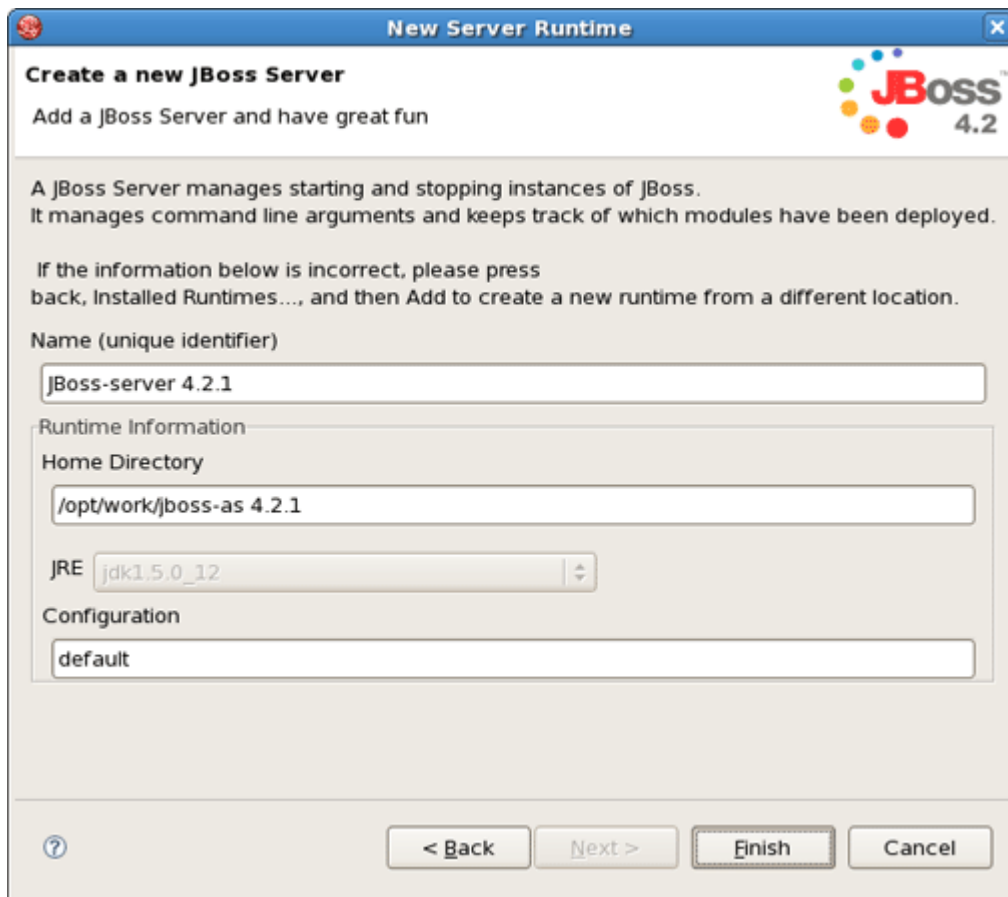 New Server Runtime
Create a new JBoss Server
Add a JBoss Server and have great fun
JBoss™
4.2
A JBoss Server manages starting and stopping instances of JBoss.
It manages command line arguments and keeps track of which modules have been deployed.
If the information below is incorrect, please press
back, Installed Runtimes..., and then Add to create a new runtime from a different location.
Name (unique identifier)
JBoss-server 4.2.1
Runtime Information
Home Directory
/opt/work/jboss-as 4.2.1
JRE jdk1.5.0_12
Configuration
default
? < Back Next > Finish Cancel